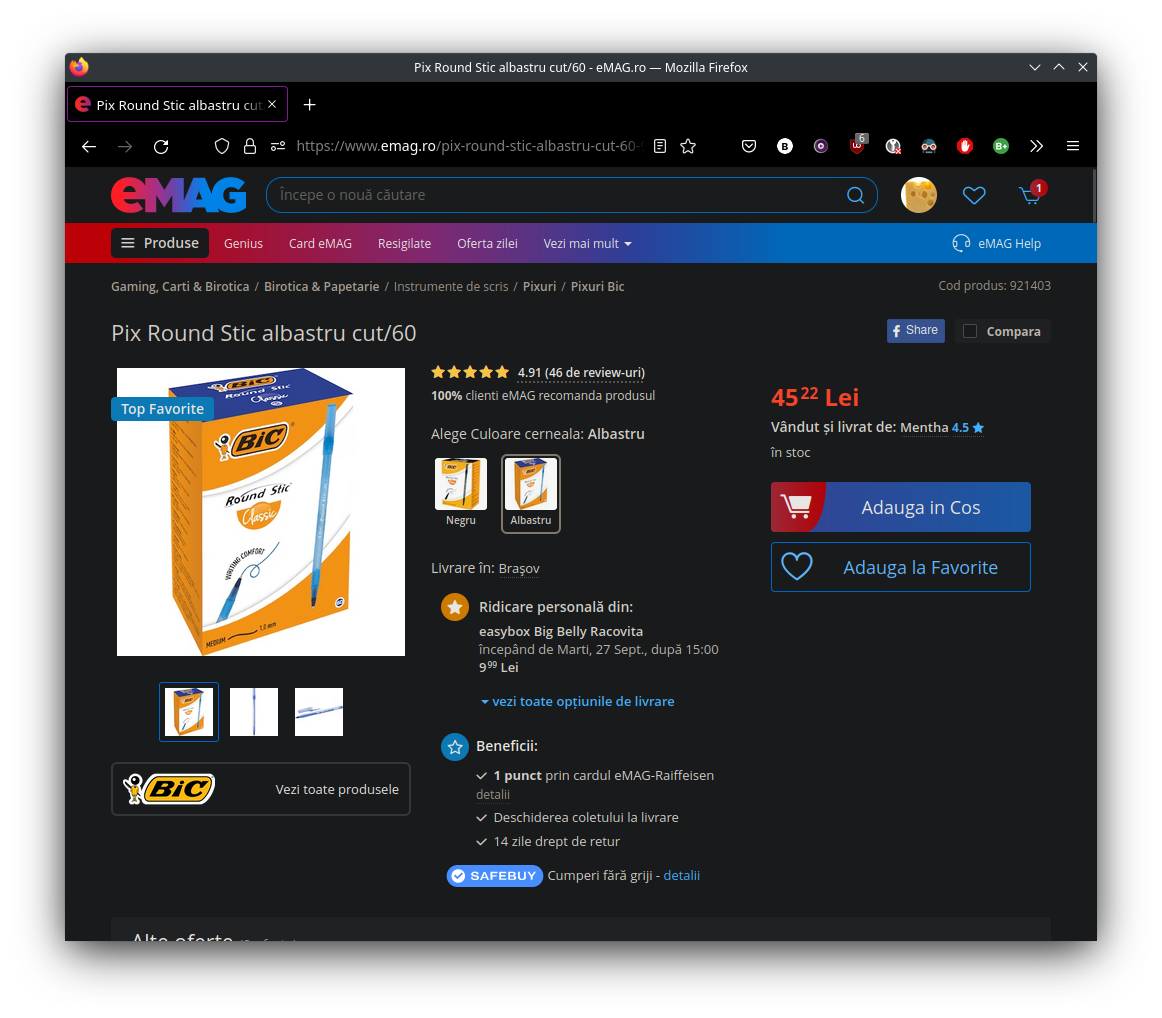 Pix Round Stic albastru cut/60 - eMAG.ro — Mozilla Firefox
Pix Round Stic albastru cut
https://www.emag.ro/pix-round-stic-albastru-cut-60-
6
B
B+
eMAG
Începe o nouă căutare
1
Produse
Genius
Card eMAG
Resigilate
Oferta zilei
Vezi mai mult
eMAG Help
Gaming, Carti & Birotica / Birotica & Papetarie / Instrumente de scris / Pixuri / Pixuri Bic
Cod produs: 921403
Pix Round Stic albastru cut/60
Share
Compara
Top Favorite
BIC
Classic
BIC
Round Stic
Classic
WRITING COMFORT
MEDIUM
1,0 mm
4.91 (46 de review-uri)
100% clienti eMAG recomanda produsul
Alege Culoare cerneala: Albastru
Negru
Albastru
Livrare în: Brașov
Ridicare personală din:
easybox Big Belly Racovita
începând de Marti, 27 Sept., după 15:00
9⁹⁹ Lei
vezi toate opțiunile de livrare
Beneficii:
1 punct prin cardul eMAG-Raiffeisen
detalii
Deschiderea coletului la livrare
14 zile drept de retur
SAFEBUY Cumperi fără griji - detalii
45²² Lei
Vândut și livrat de: Mentha 4.5
în stoc
Adauga in Cos
Adauga la Favorite
BIC
Vezi toate produsele
Alte oferte